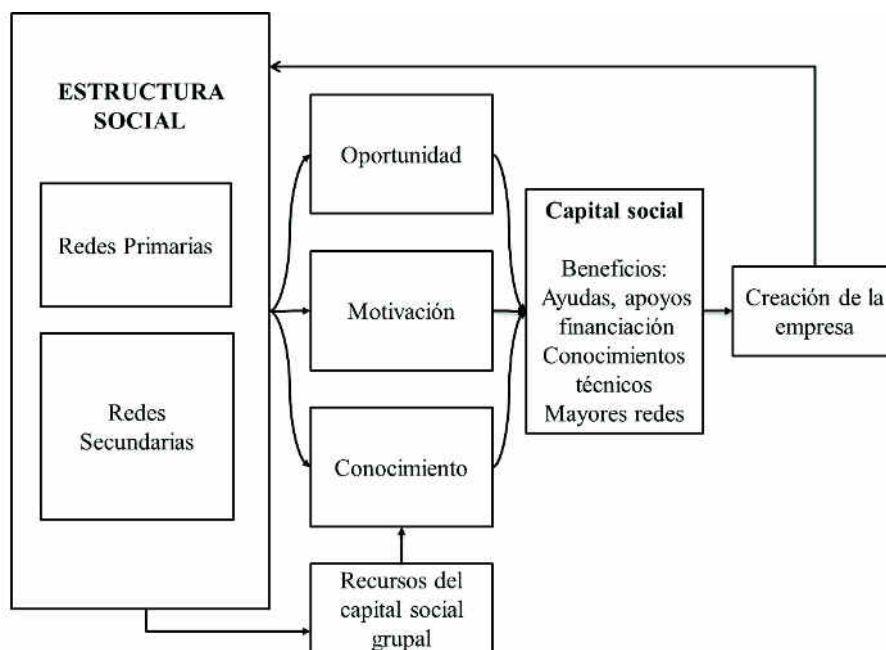 ESTRUCTURA
SOCIAL
Redes Primarias
Redes
Secundarias
Oportunidad
Motivación
Conocimiento
Recursos del
capital social
grupal
Capital social
Beneficios:
Ayudas, apoyos
financiación
Conocimientos
técnicos
Mayores redes
Creación de la
empresa